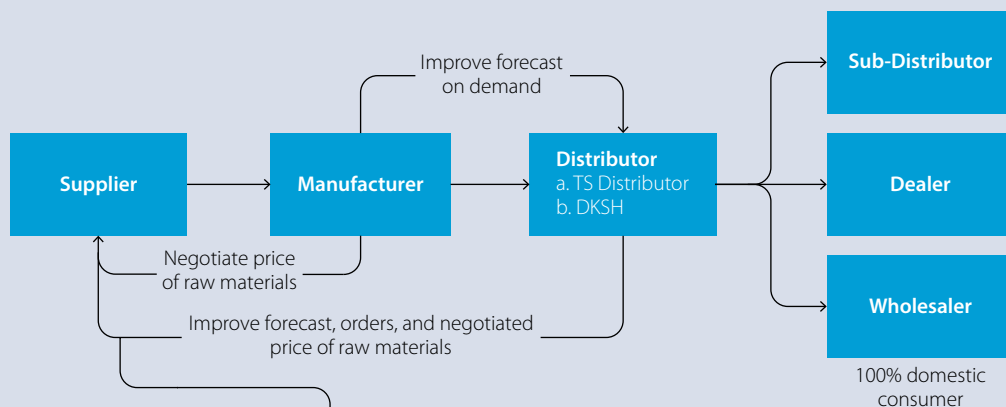 Improve forecast
on demand
Sub-Distributor
Supplier
Manufacturer
Distributor
a. TS Distributor
b. DKSH
Dealer
Negotiate price
of raw materials
Improve forecast, orders, and negotiated
price of raw materials
Wholesaler
100% domestic
consumer